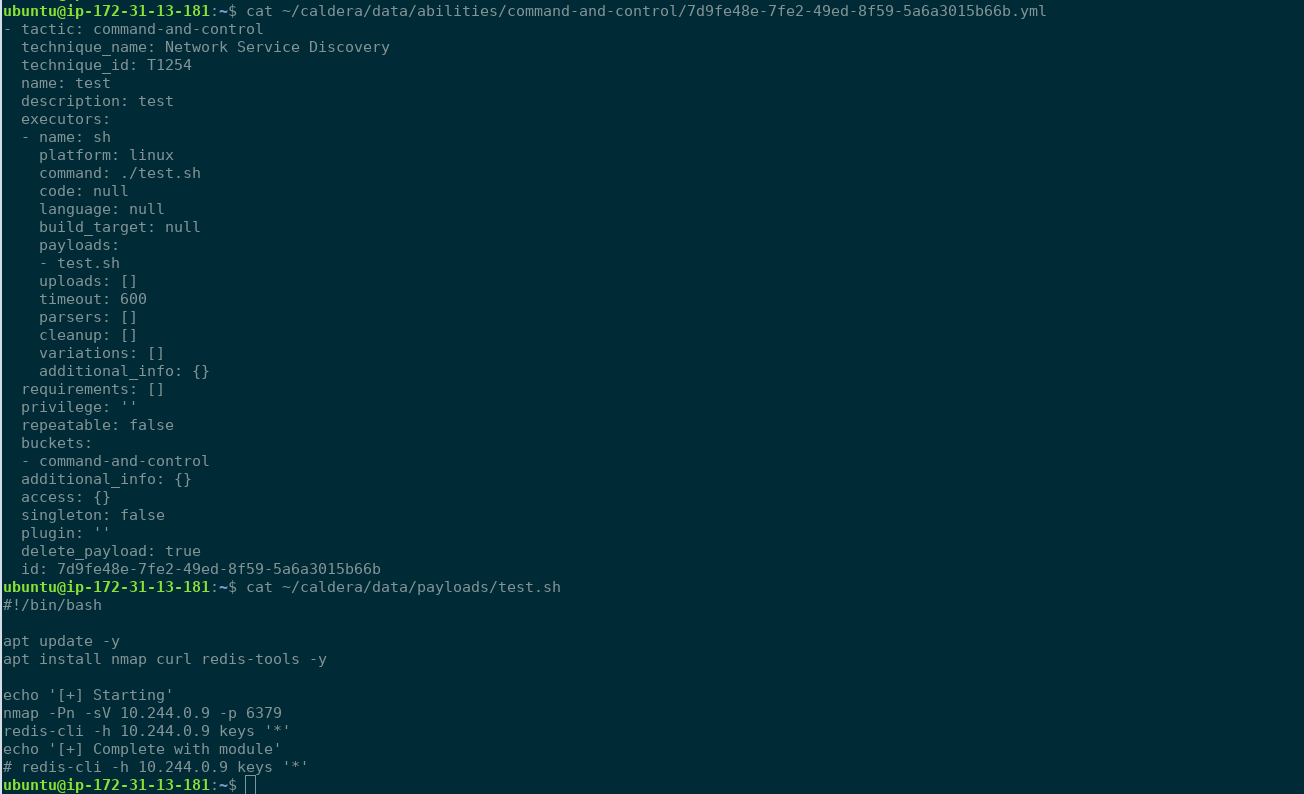 ubuntu@ip-172-31-13-181:~$ cat ~/caldera/data/abilities/command-and-control/7d9fe48e-7fe2-49ed-8f59-5a6a3015b66b.yml
- tactic: command-and-control
  technique_name: Network Service Discovery
  technique_id: T1254
  name: test
  description: test
  executors:
  - name: sh
    platform: linux
    command: ./test.sh
    code: null
    language: null
    build_target: null
    payloads:
    - test.sh
    uploads: []
    timeout: 600
    parsers: []
    cleanup: []
    variations: []
    additional_info: {}
  requirements: []
  privilege: ''
  repeatable: false
  buckets:
  - command-and-control
  additional_info: {}
  access: {}
  singleton: false
  plugin: ''
  delete_payload: true
  id: 7d9fe48e-7fe2-49ed-8f59-5a6a3015b66b
ubuntu@ip-172-31-13-181:~$ cat ~/caldera/data/payloads/test.sh
#!/bin/bash

apt update -y
apt install nmap curl redis-tools -y

echo '[+] Starting'
nmap -Pn -sV 10.244.0.9 -p 6379
redis-cli -h 10.244.0.9 keys '*'
echo '[+] Complete with module'
# redis-cli -h 10.244.0.9 keys '*'
ubuntu@ip-172-31-13-181:~$